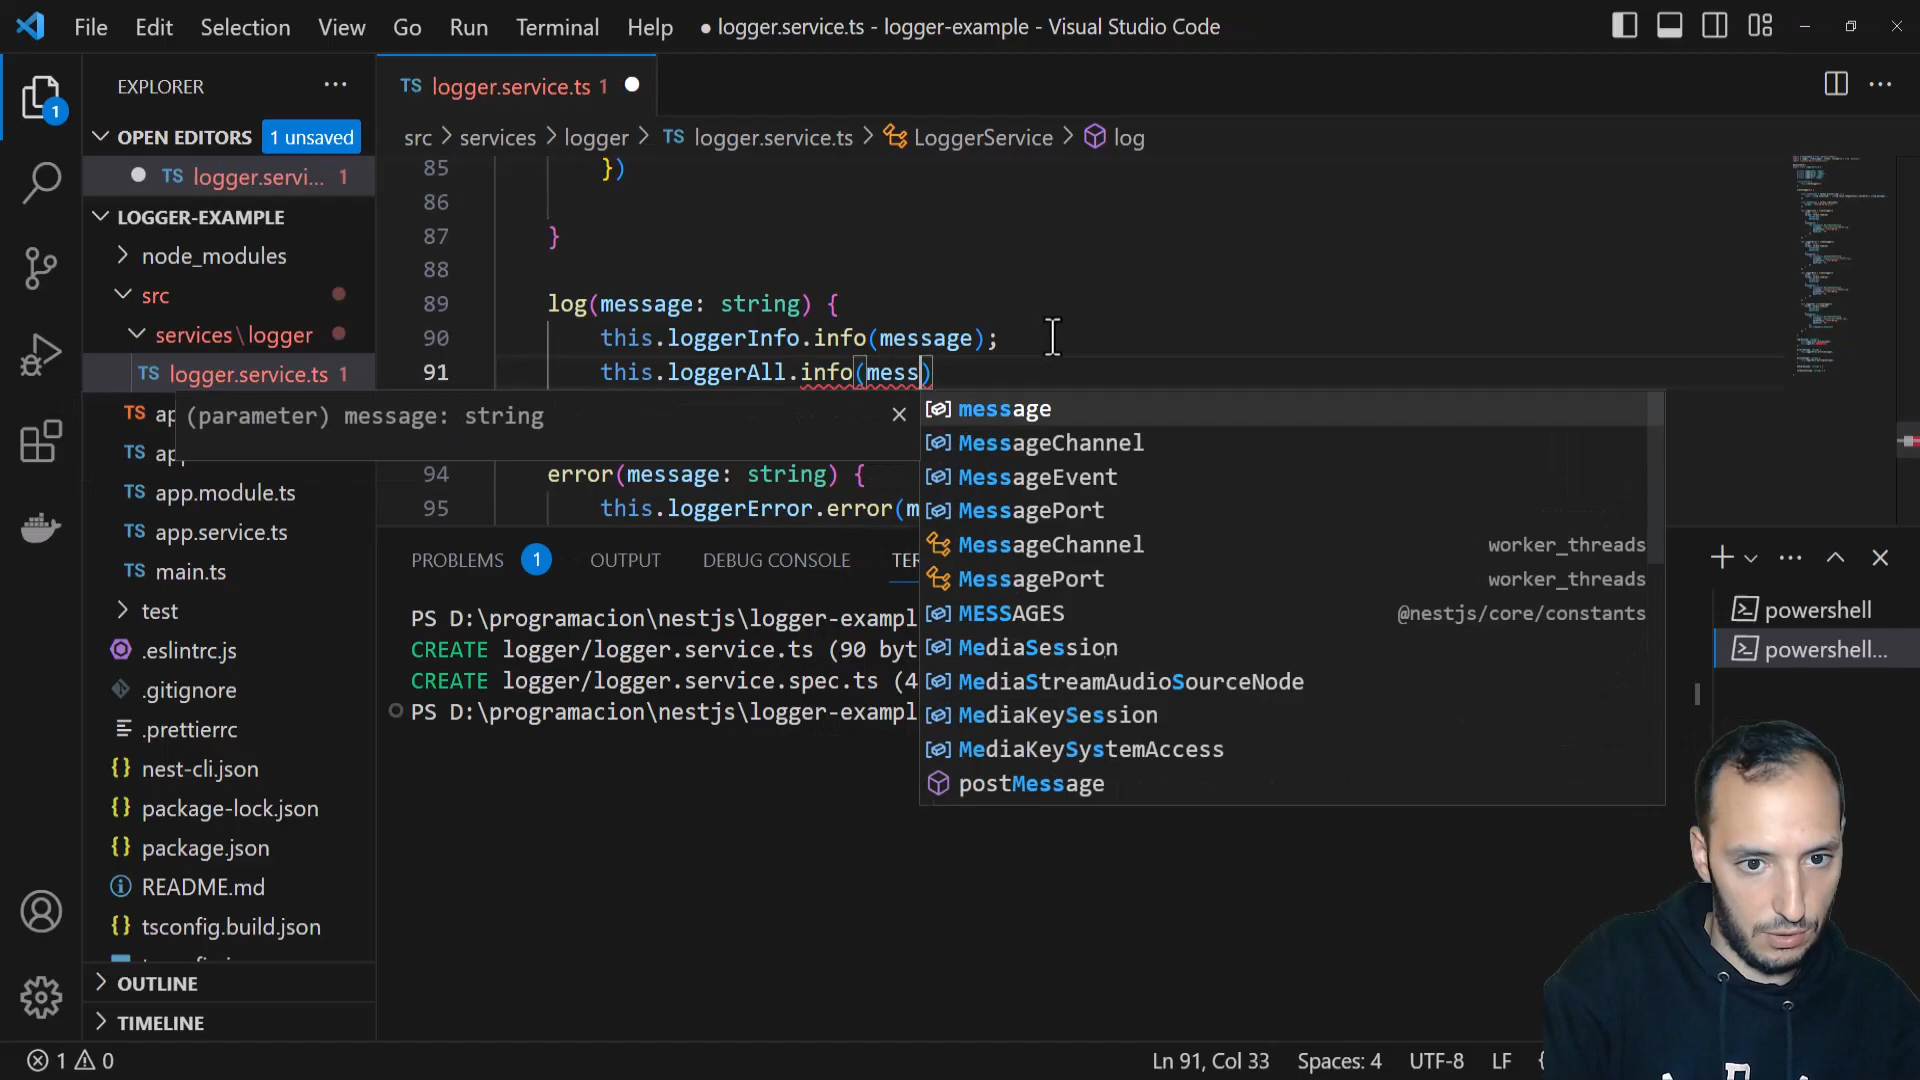 File Edit Selection View Go Run Terminal Help ● logger.service.ts - logger-example - Visual Studio Code
EXPLORER
OPEN EDITORS 1 unsaved
TS logger.servi... 1
LOGGER-EXAMPLE
node_modules
src
services\logger
TS logger.service.ts 1
TS ap
TS ap
TS app.module.ts
TS app.service.ts
TS main.ts
test
.eslintrc.js
.gitignore
.prettierrc
{} nest-cli.json
{} package-lock.json
{} package.json
README.md
{} tsconfig.build.json
OUTLINE
TIMELINE
1
TS logger.service.ts 1
src > services > logger > TS logger.service.ts > LoggerService > log
85 })
86
87 }
88
89 log(message: string) {
90 this.loggerInfo.info(message);
91 this.loggerAll.info(mess)
94 error(message: string) {
95 this.loggerError.error(m
(parameter) message: string
message
MessageChannel
MessageEvent
MessagePort
MessageChannel worker_threads
MessagePort worker_threads
MESSAGES @nestjs/core/constants
MediaSession
MediaStreamAudioSourceNode
MediaKeySession
MediaKeySystemAccess
postMessage
PROBLEMS 1 OUTPUT DEBUG CONSOLE TER
PS D:\programacion\nestjs\logger-exampl
CREATE logger/logger.service.ts (90 byt
CREATE logger/logger.service.spec.ts (4
PS D:\programacion\nestjs\logger-exampl
powershell
powershell...
1 0
Ln 91, Col 33 Spaces: 4 UTF-8 LF {